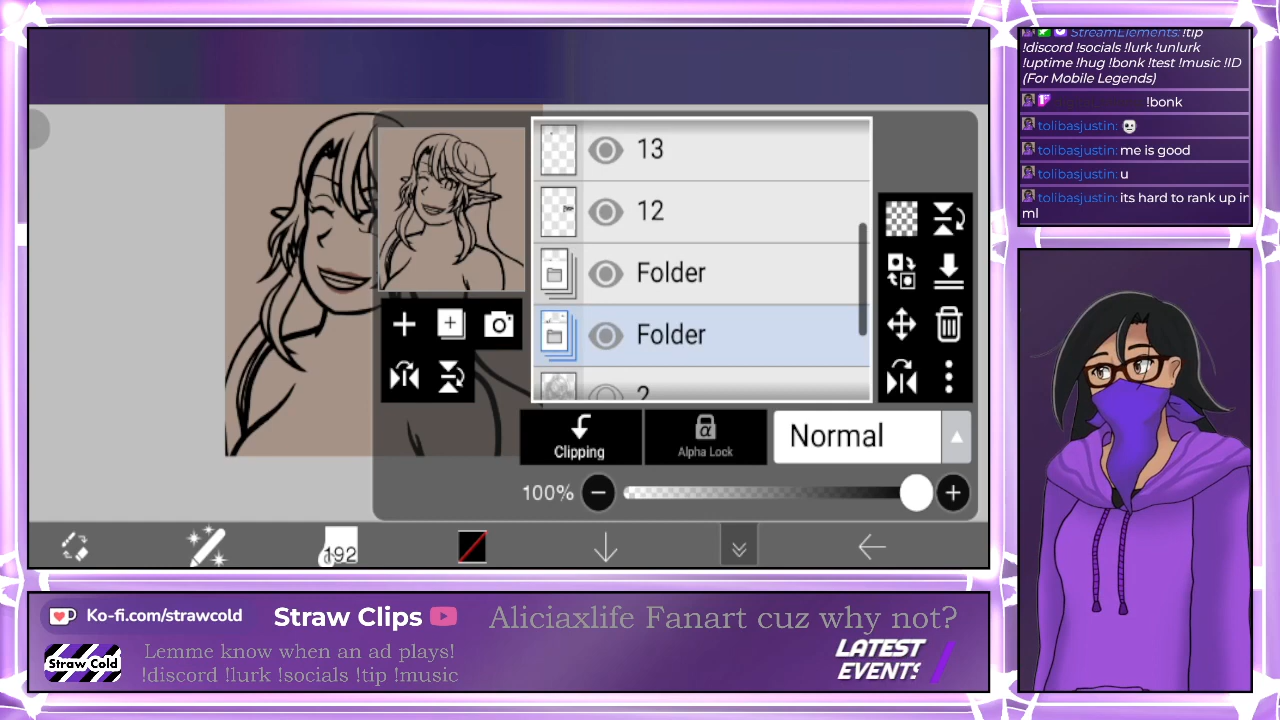 StreamElements: !tip
!discord !socials !lurk !unlurk
!uptime !hug !bonk !test !music !ID
(For Mobile Legends)
!bonk
tolibasjustin:
tolibasjustin: me is good
tolibasjustin: u
tolibasjustin: its hard to rank up in
ml
13
12
Folder
Folder
2
Clipping
α
Alpha Lock
Normal
100%
192
Ko-fi.com/strawcold
Straw Clips
Aliciaxlife Fanart cuz why not?
Straw Cold
Lemme know when an ad plays!
!discord !lurk !socials !tip !music
LATEST
EVENTS